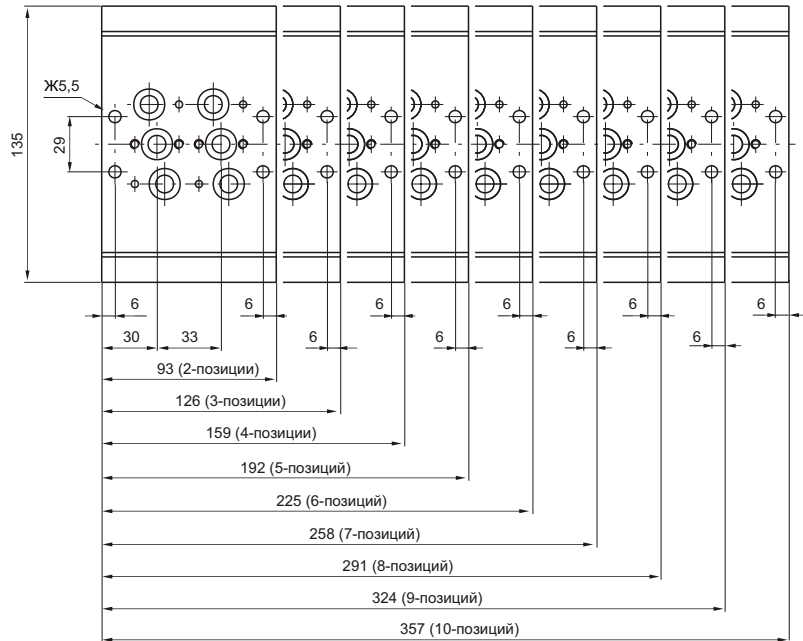 Ж5,5
135
29
6
6
6
6
6
6
30
33
6
6
6
6
93 (2-позиции)
126 (3-позиции)
159 (4-позиции)
192 (5-позиций)
225 (6-позиций)
258 (7-позиций)
291 (8-позиций)
324 (9-позиций)
357 (10-позиций)